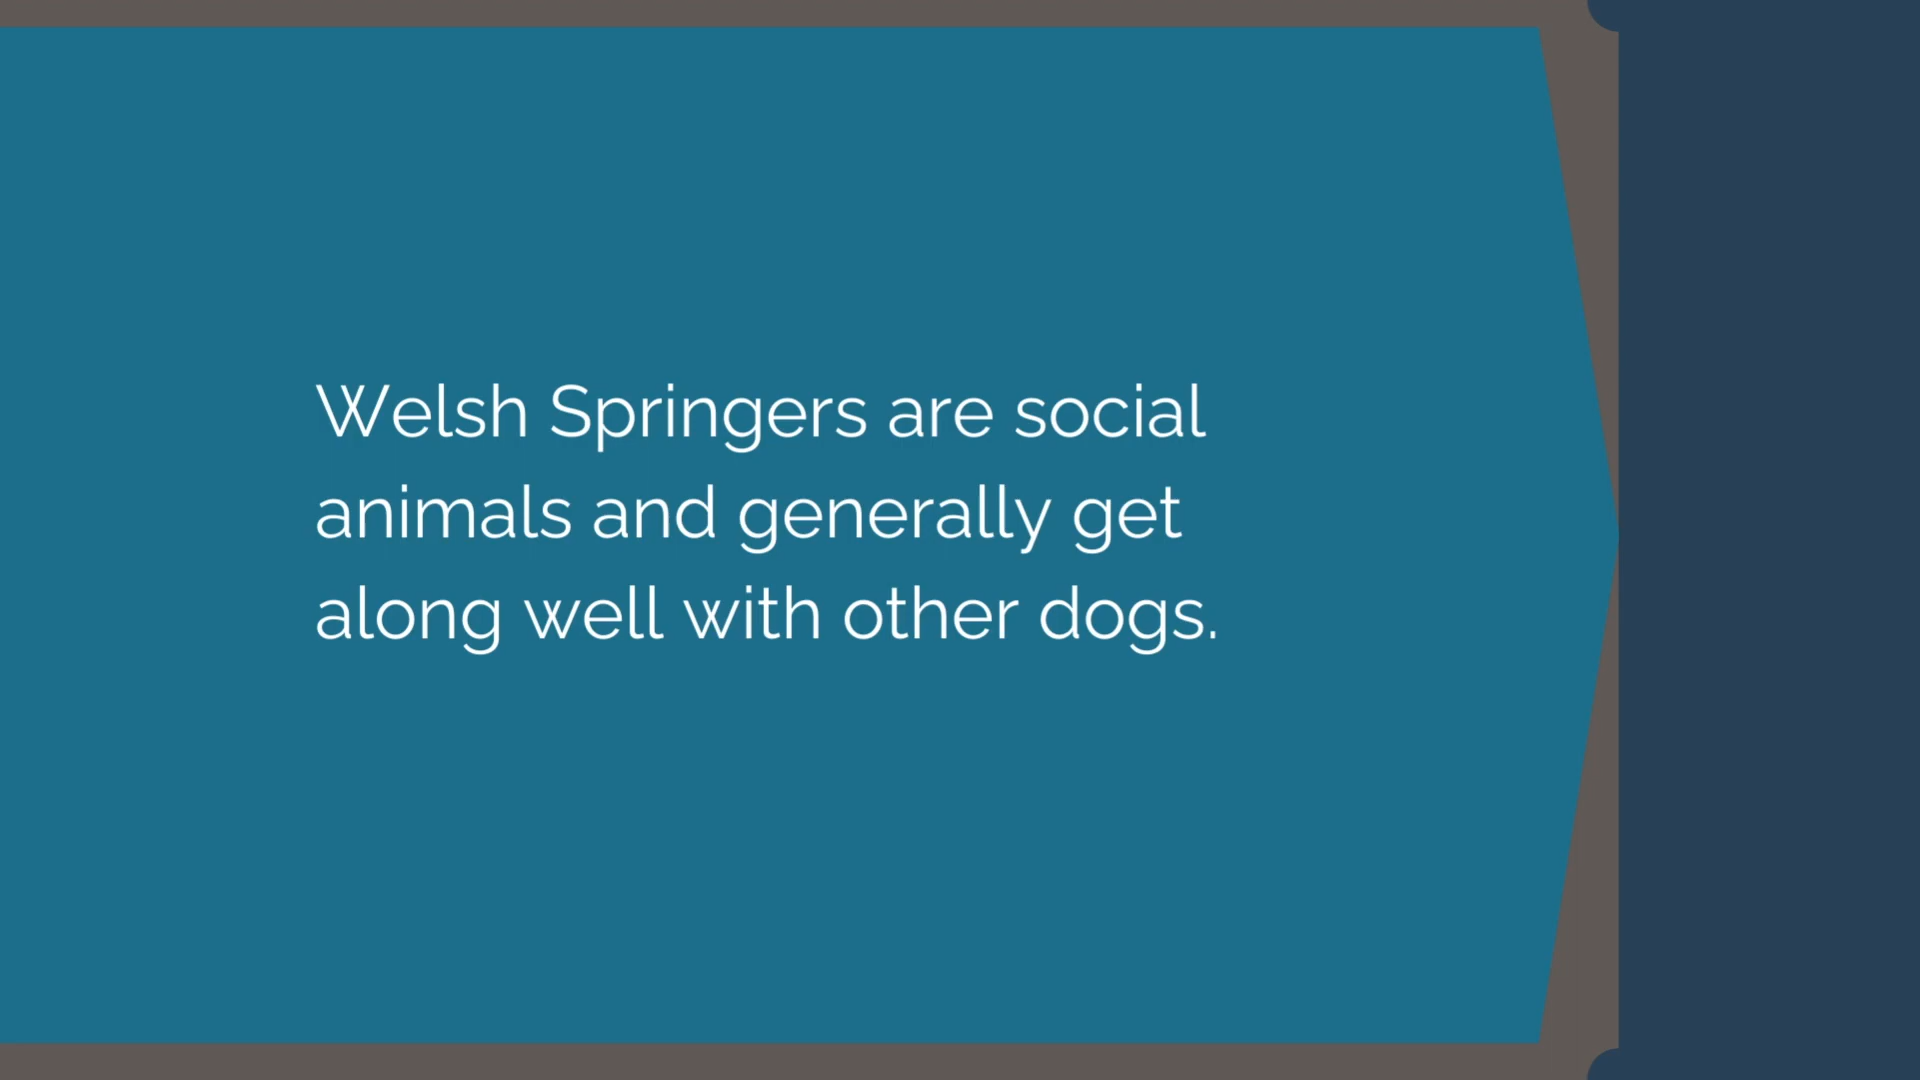 Welsh Springers are social
animals and generally get
along well with other dogs.